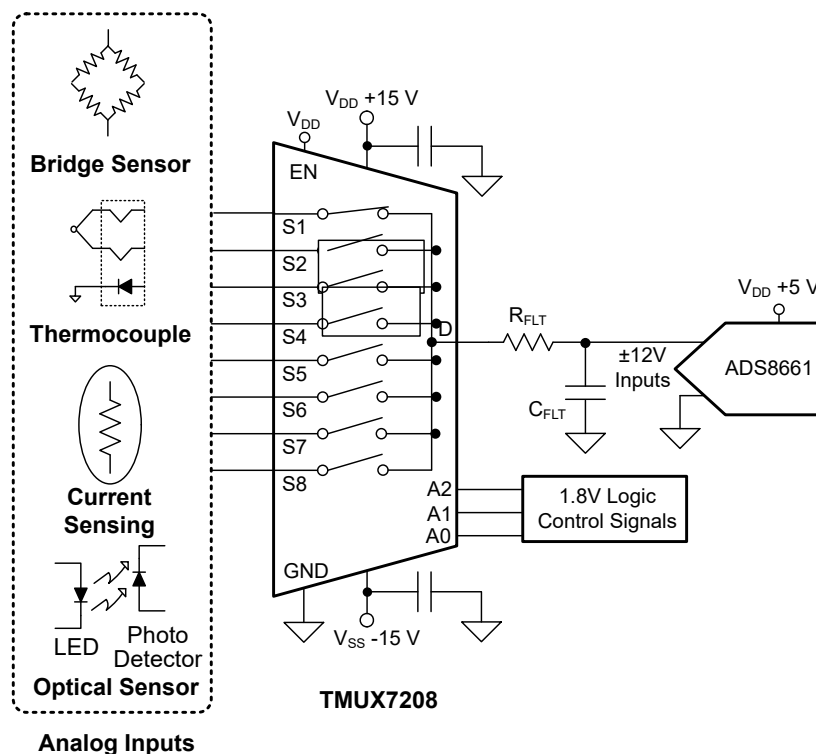 Bridge Sensor
Thermocouple
Current
Sensing
LED
Photo
Detector
Optical Sensor
Analog Inputs
VDD
VDD +15 V
EN
S1
S2
S3
S4
S5
S6
S7
S8
D
A2
A1
A0
GND
VSS -15 V
TMUX7208
RFLT
CFLT
±12V
Inputs
VDD +5 V
ADS8661
1.8V Logic
Control Signals